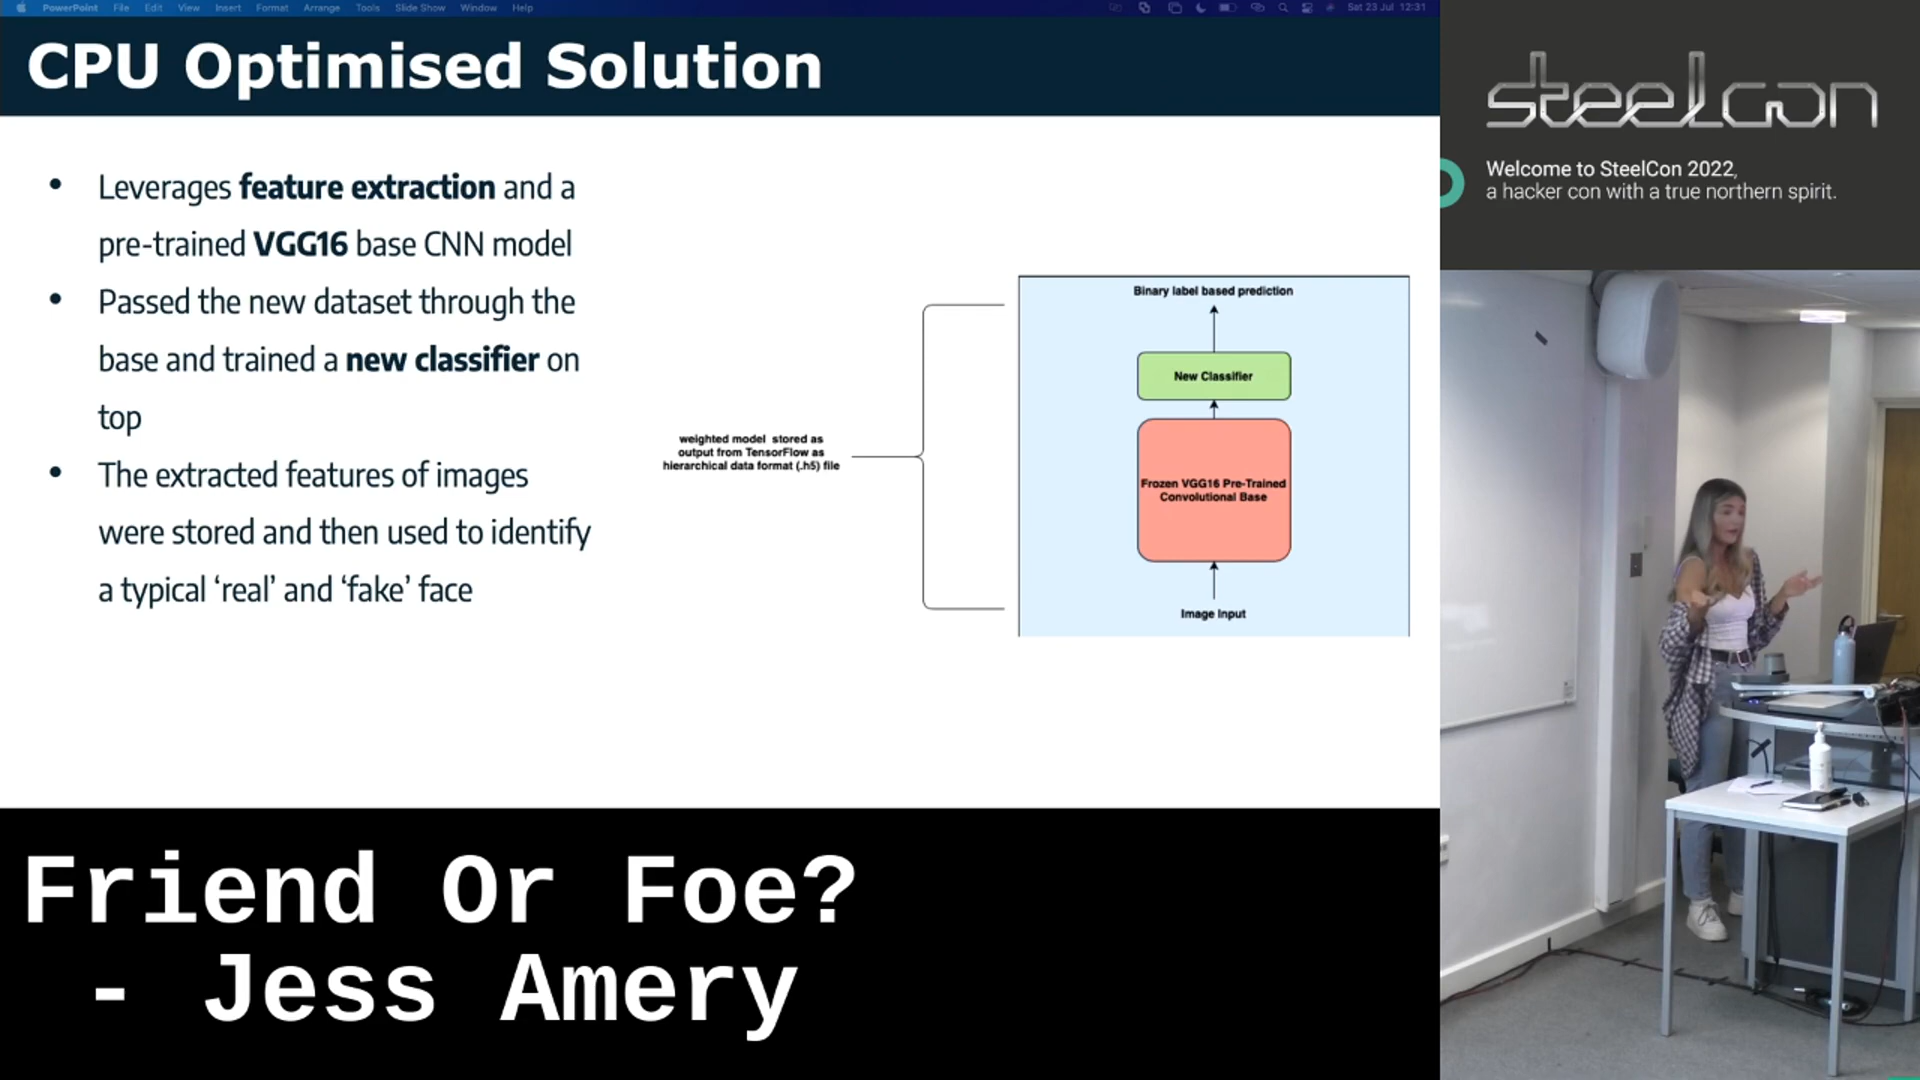 PowerPoint File Edit View Insert Format Arrange Tools Slide Show Window Help
Sat 23 Jul 12:31
CPU Optimised Solution
• Leverages feature extraction and a
pre-trained VGG16 base CNN model
• Passed the new dataset through the
base and trained a new classifier on
top
• The extracted features of images
were stored and then used to identify
a typical ‘real’ and ‘fake’ face
weighted model stored as
output from TensorFlow as
hierarchical data format (.h5) file
Binary label based prediction
New Classifier
Frozen VGG16 Pre-Trained
Convolutional Base
Image Input
steelcon
Welcome to SteelCon 2022,
a hacker con with a true northern spirit.
Friend Or Foe?
- Jess Amery